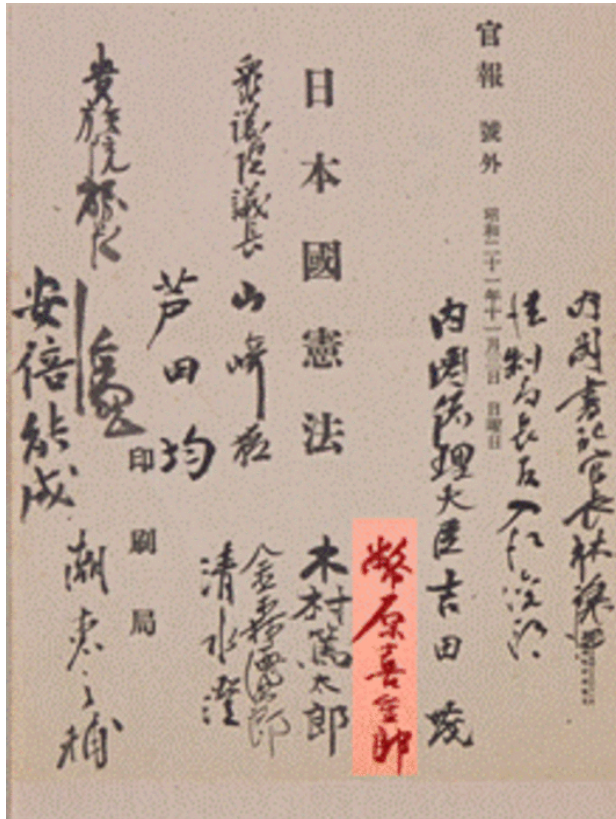 内閣書記官長林譲治
法制局長官入江俊郎
官報 號外 昭和二十一年十一月三日 日曜日
内閣総理大臣吉田茂
幣原喜重郎
日本國憲法
木村篤太郎
衆議院議長 山崎猛
金森徳次郎
清水澄
芦田均
印刷局
貴族院議長
潮恵之輔
安倍能成